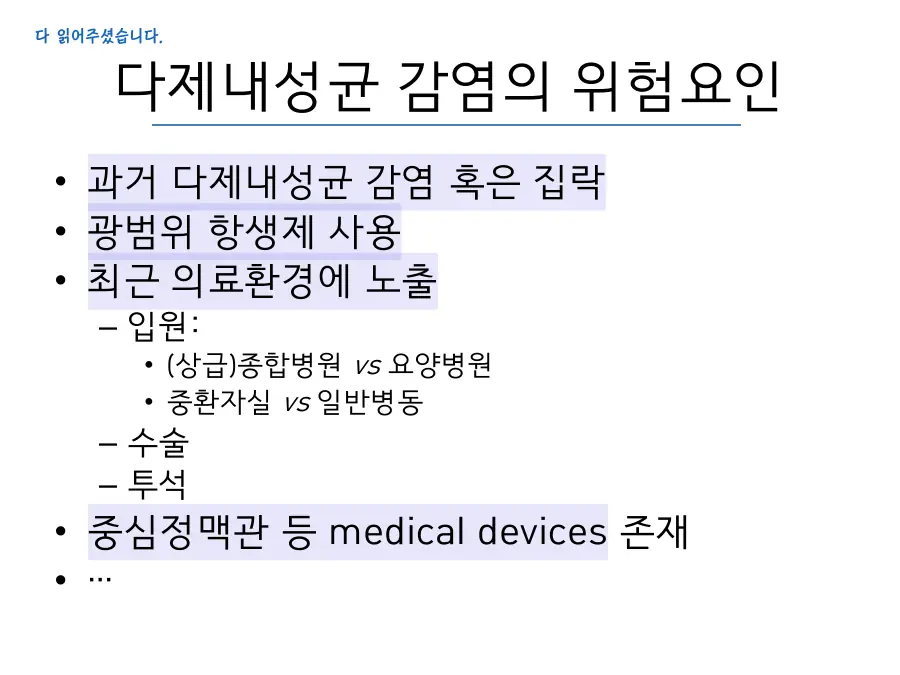 다 읽어주셨습니다.
다제내성균 감염의 위험요인
• 과거 다제내성균 감염 혹은 집락
• 광범위 항생제 사용
• 최근 의료환경에 노출
– 입원:
• (상급)종합병원 vs 요양병원
• 중환자실 vs 일반병동
– 수술
– 투석
• 중심정맥관 등 medical devices 존재
• …